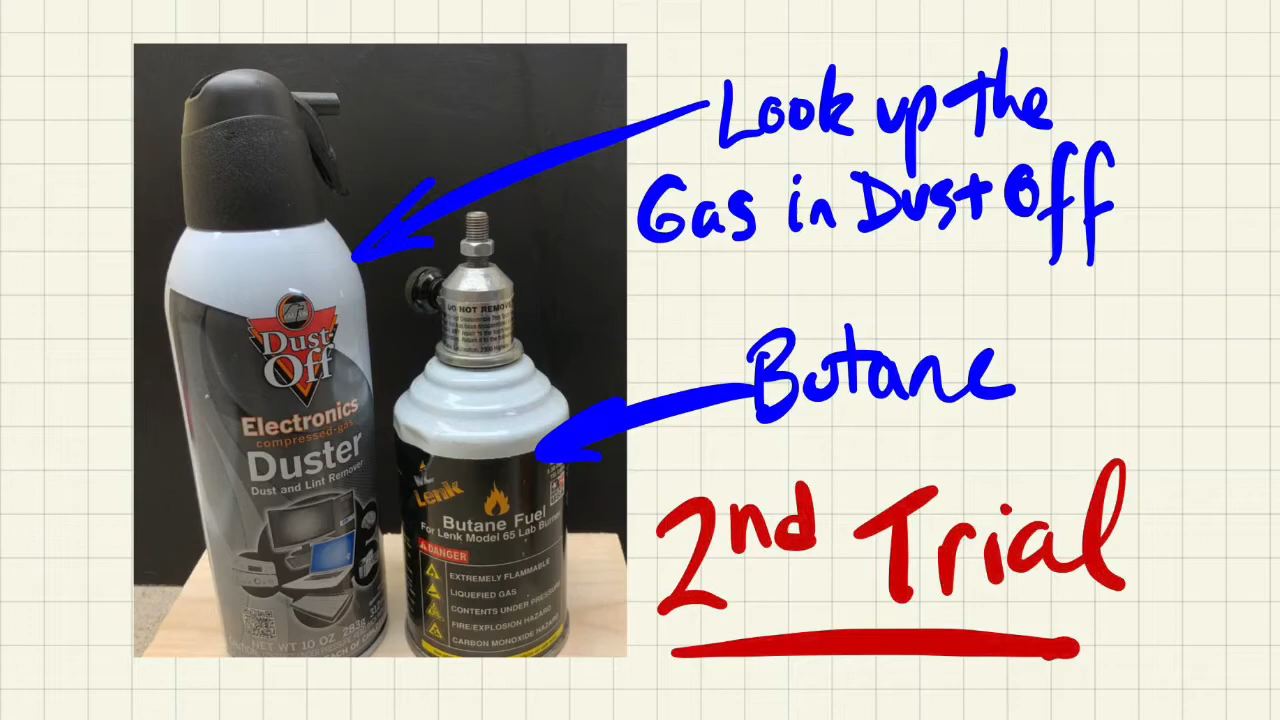 Look up the
Gas in Dust Off
Butane
2nd Trial
Dust-
Off
Electronics
compressed-gas
Duster
Dust and Lint Remover
NET WT 10 OZ 283g
DO NOT REMOVE
Lenk
Butane Fuel
For Lenk Model 65 Lab Burner
DANGER
EXTREMELY FLAMMABLE
LIQUEFIED GAS
CONTENTS UNDER PRESSURE
FIRE/EXPLOSION HAZARD
CARBON MONOXIDE HAZARD